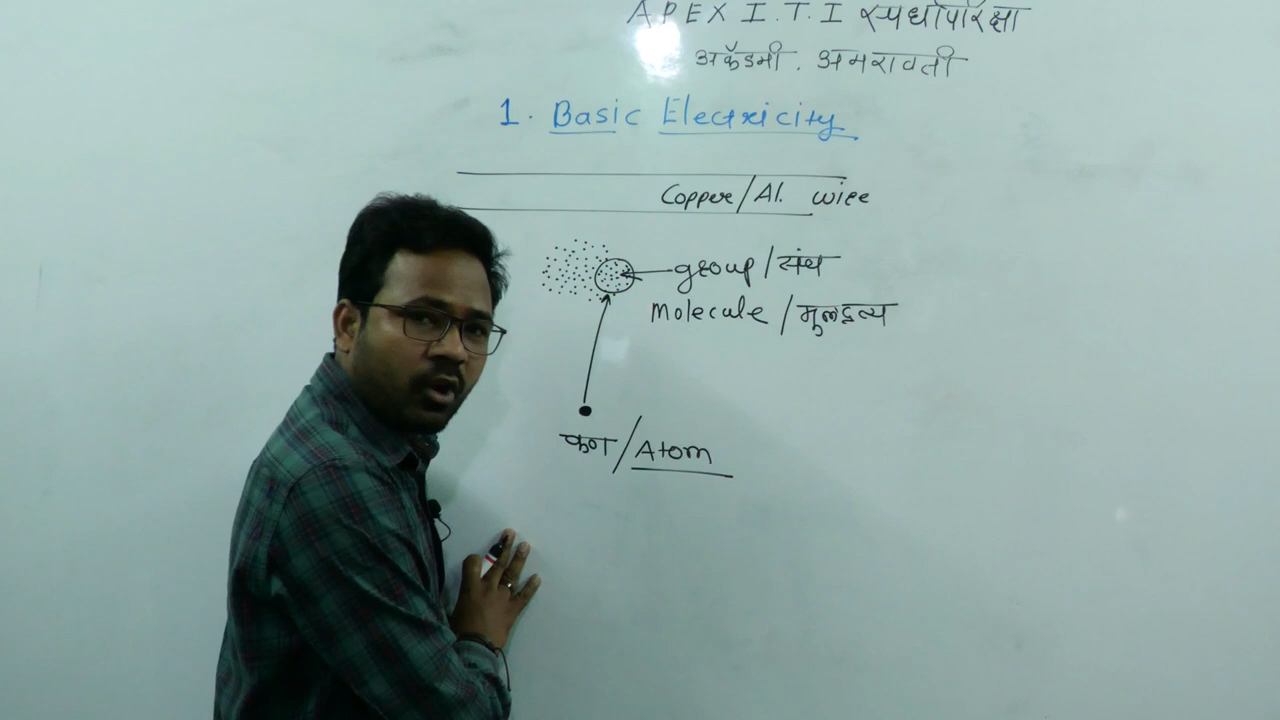 APEX I.T.I स्पर्धापरिक्षा
अकॅडमी. अमरावती
1. Basic Electricity
Copper/Al. wire
group/संघ
Molecule/मुलद्रव्य
कण/Atom